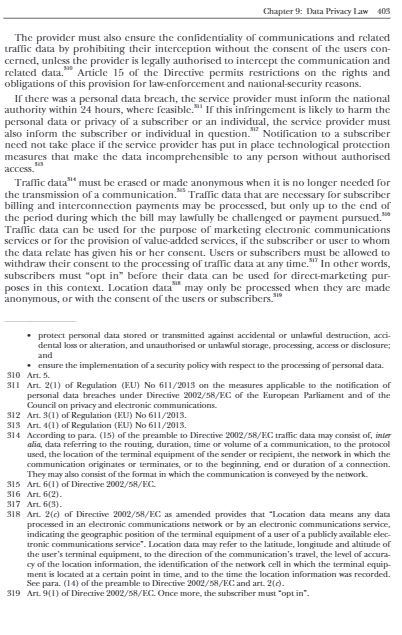 Chapter 9: Data Privacy Law 403
The provider must also ensure the confidentiality of communications and related
traffic data by prohibiting their interception without the consent of the users con-
cerned, unless the provider is legally authorised to intercept the communication and
related data.310 Article 15 of the Directive permits restrictions on the rights and
obligations of this provision for law-enforcement and national-security reasons.
If there was a personal data breach, the service provider must inform the national
authority within 24 hours, where feasible.311 If this infringement is likely to harm the
personal data or privacy of a subscriber or an individual, the service provider must
also inform the subscriber or individual in question.312 Notification to a subscriber
need not take place if the service provider has put in place technological protection
measures that make the data incomprehensible to any person without authorised
access.313
Traffic data314 must be erased or made anonymous when it is no longer needed for
the transmission of a communication.315 Traffic data that are necessary for subscriber
billing and interconnection payments may be processed, but only up to the end of
the period during which the bill may lawfully be challenged or payment pursued.316
Traffic data can be used for the purpose of marketing electronic communications
services or for the provision of value-added services, if the subscriber or user to whom
the data relate has given his or her consent. Users or subscribers must be allowed to
withdraw their consent to the processing of traffic data at any time.317 In other words,
subscribers must “opt in” before their data can be used for direct-marketing pur-
poses in this context. Location data318 may only be processed when they are made
anonymous, or with the consent of the users or subscribers.319
• protect personal data stored or transmitted against accidental or unlawful destruction, acci-
dental loss or alteration, and unauthorised or unlawful storage, processing, access or disclosure;
and
• ensure the implementation of a security policy with respect to the processing of personal data.
310 Art. 5.
311 Art. 2(1) of Regulation (EU) No 611/2013 on the measures applicable to the notification of
personal data breaches under Directive 2002/58/EC of the European Parliament and of the
Council on privacy and electronic communications.
312 Art. 3(1) of Regulation (EU) No 611/2013.
313 Art. 4(1) of Regulation (EU) No 611/2013.
314 According to para. (15) of the preamble to Directive 2002/58/EC traffic data may consist of, inter
alia, data referring to the routing, duration, time or volume of a communication, to the protocol
used, the location of the terminal equipment of the sender or recipient, the network in which the
communication originates or terminates, or to the beginning, end or duration of a connection.
They may also consist of the format in which the communication is conveyed by the network.
315 Art. 6(1) of Directive 2002/58/EC.
316 Art. 6(2).
317 Art. 6(3).
318 Art. 2(c) of Directive 2002/58/EC as amended provides that “Location data means any data
processed in an electronic communications network or by an electronic communications service,
indicating the geographic position of the terminal equipment of a user of a publicly available elec-
tronic communications service”. Location data may refer to the latitude, longitude and altitude of
the user's terminal equipment, to the direction of the communication's travel, the level of accura-
cy of the location information, the identification of the network cell in which the terminal equip-
ment is located at a certain point in time, and to the time the location information was recorded.
See para. (14) of the preamble to Directive 2002/58/EC and art. 2(c).
319 Art. 9(1) of Directive 2002/58/EC. Once more, the subscriber must “opt in”.